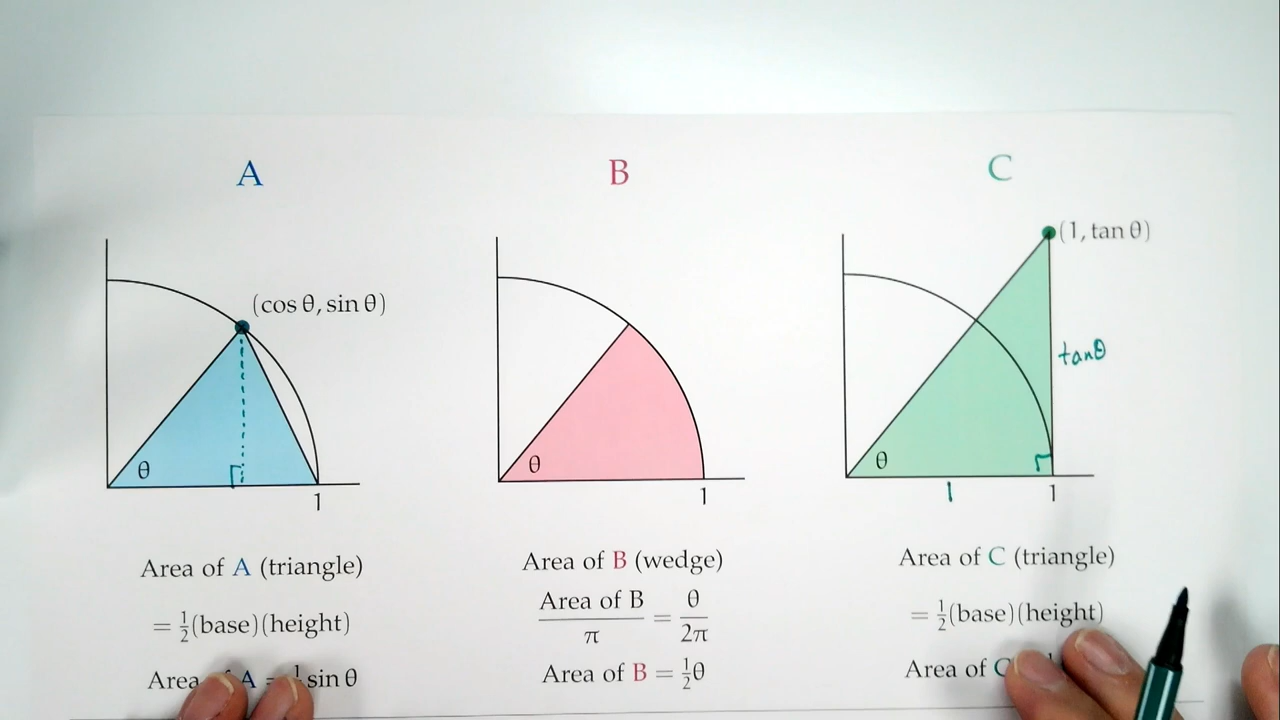 A
(cos θ, sin θ)
θ
1
Area of A (triangle)
= 1/2(base)(height)
Area A = sin θ
B
θ
1
Area of B (wedge)
Area of B/π = θ/2π
Area of B = 1/2θ
C
(1, tan θ)
tanθ
θ
1
1
Area of C (triangle)
= 1/2(base)(height)
Area of C